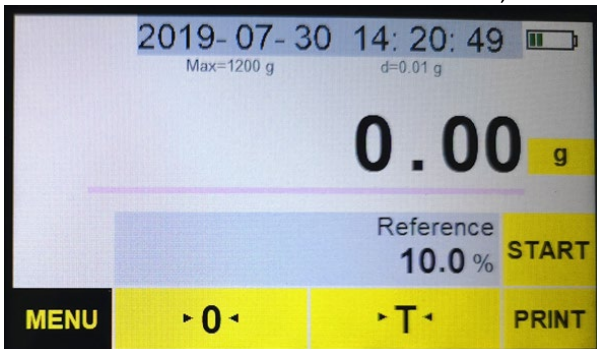 2019-07-30 14:20:49
Max=1200 g d=0.01 g
0.00 g
Reference
10.0 %
START
MENU
►0◄
►T◄
PRINT